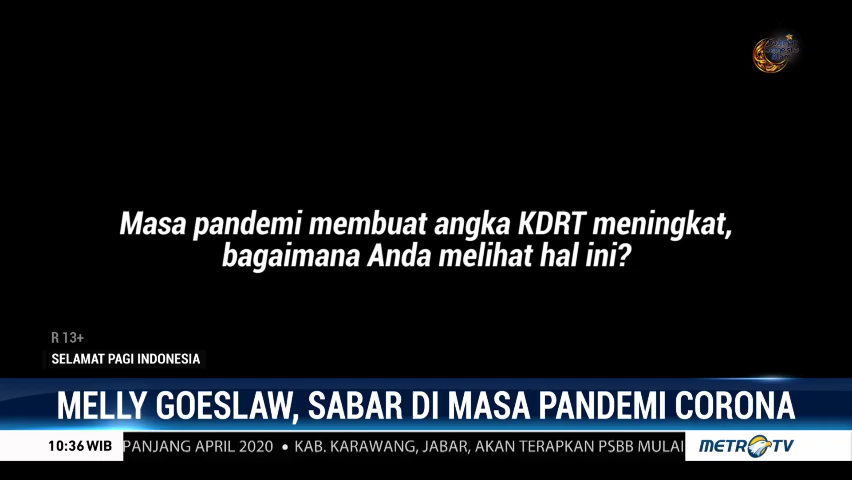 Masa pandemi membuat angka KDRT meningkat,
bagaimana Anda melihat hal ini?
R 13+
SELAMAT PAGI INDONESIA
MELLY GOESLAW, SABAR DI MASA PANDEMI CORONA
10:36 WIB PANJANG APRIL 2020 • KAB. KARAWANG, JABAR, AKAN TERAPKAN PSBB MULAI METRO TV